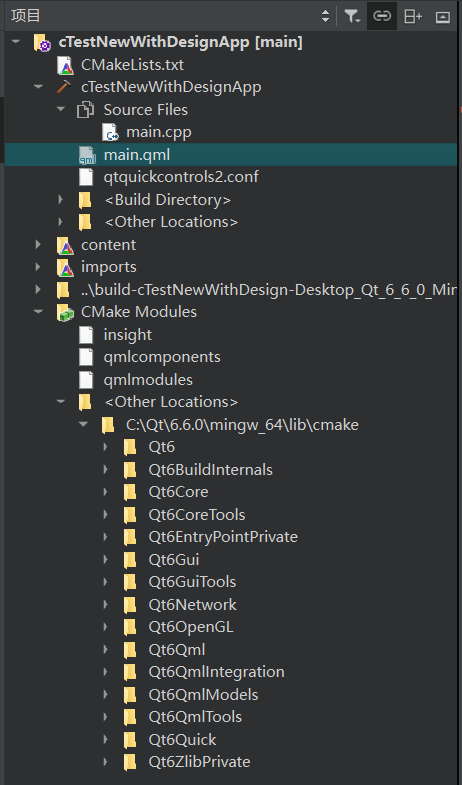 项目
cTestNewWithDesignApp [main]
CMakeLists.txt
cTestNewWithDesignApp
Source Files
main.cpp
main.qml
qtquickcontrols2.conf
<Build Directory>
<Other Locations>
content
imports
..\build-cTestNewWithDesign-Desktop_Qt_6_6_0_Min
CMake Modules
insight
qmlcomponents
qmlmodules
<Other Locations>
C:\Qt\6.6.0\mingw_64\lib\cmake
Qt6
Qt6BuildInternals
Qt6Core
Qt6CoreTools
Qt6EntryPointPrivate
Qt6Gui
Qt6GuiTools
Qt6Network
Qt6OpenGL
Qt6Qml
Qt6QmlIntegration
Qt6QmlModels
Qt6QmlTools
Qt6Quick
Qt6ZlibPrivate